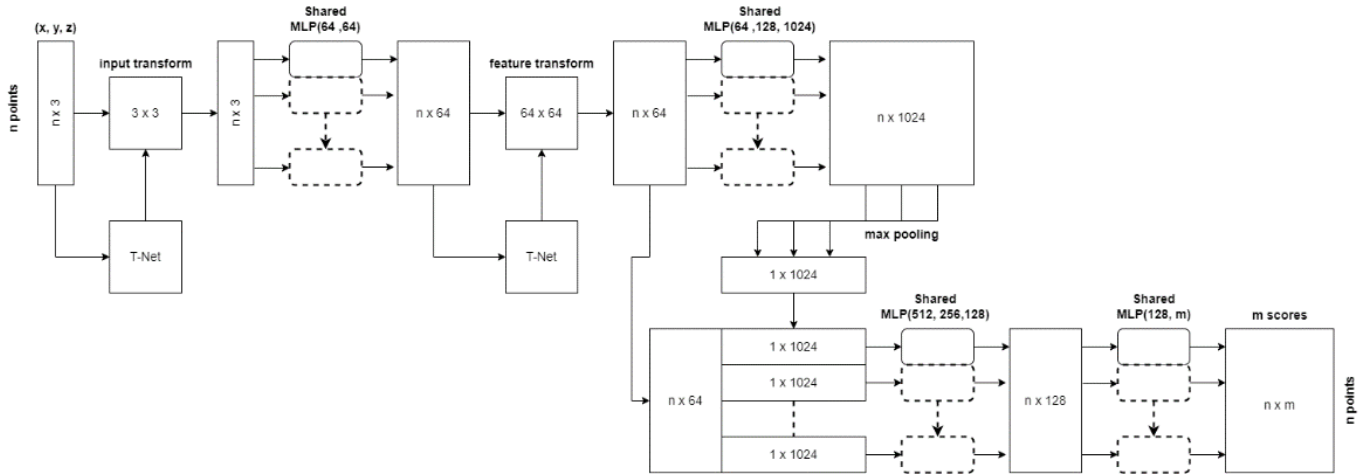 (x, y, z)
n points
n x 3
input transform
3 x 3
T-Net
n x 3
Shared
MLP(64 ,64)
n x 64
feature transform
64 x 64
T-Net
n x 64
Shared
MLP(64 ,128, 1024)
n x 1024
max pooling
1 x 1024
n x 64
1 x 1024
1 x 1024
1 x 1024
Shared
MLP(512, 256,128)
n x 128
Shared
MLP(128, m)
m scores
n x m
n points